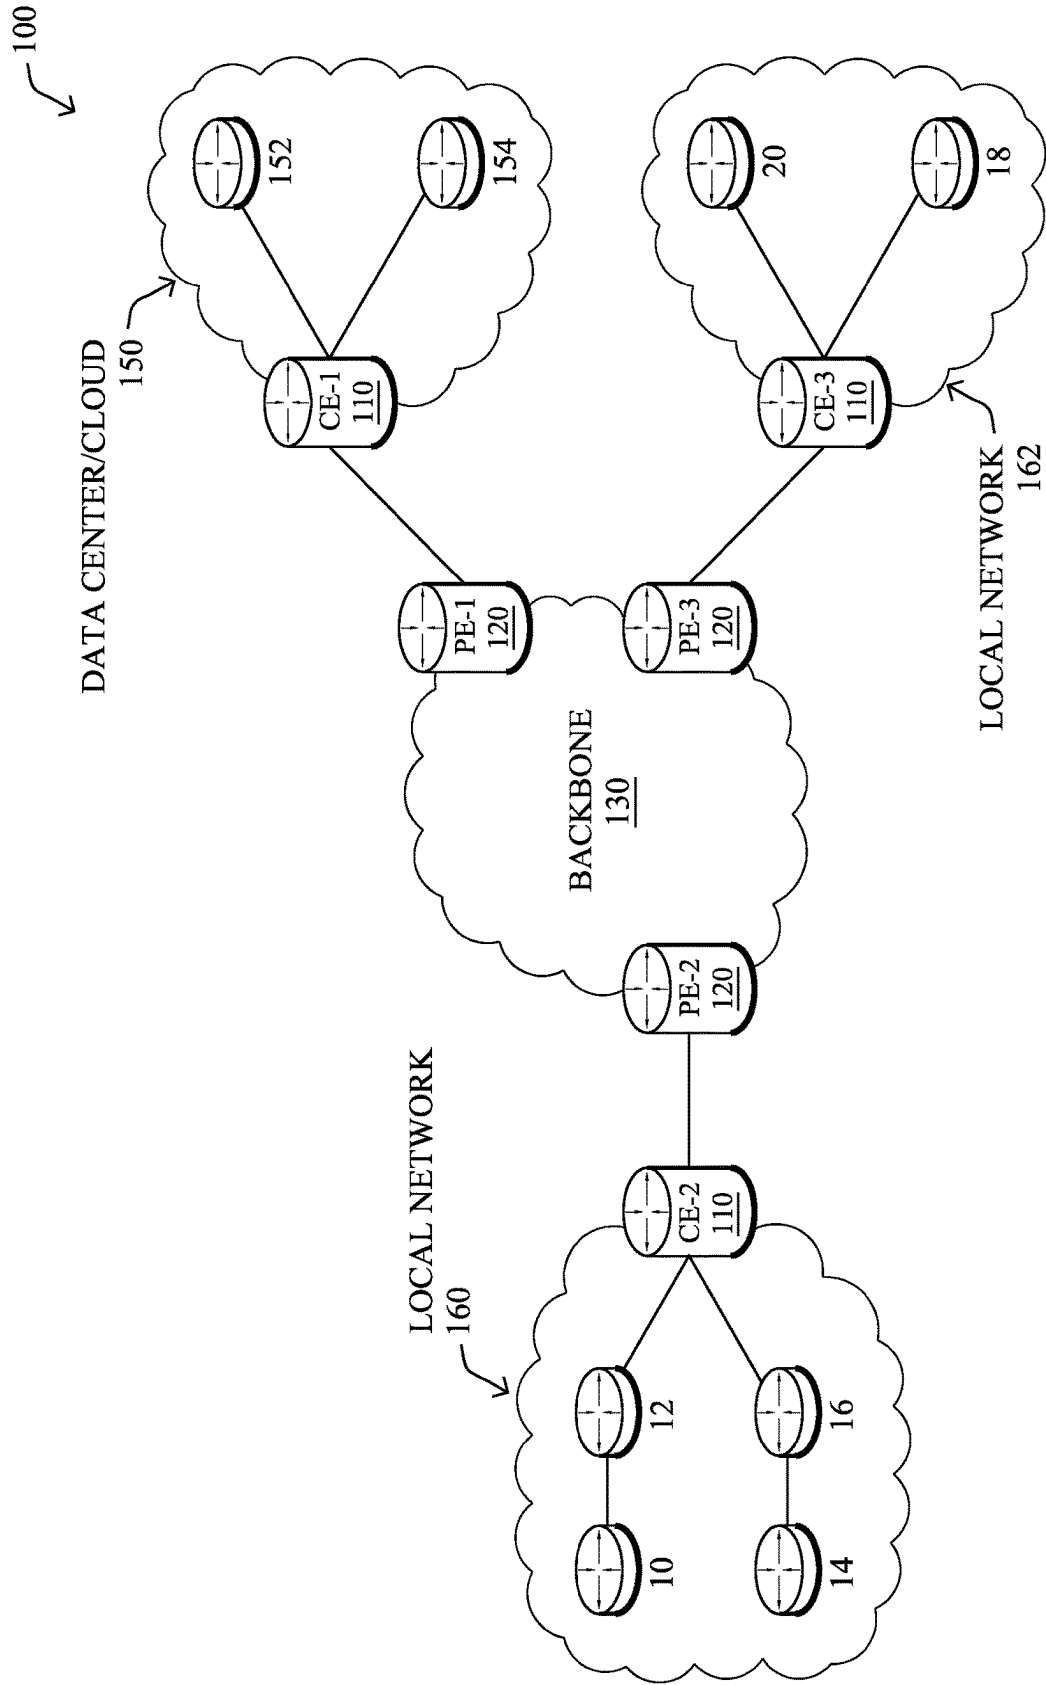 100
DATA CENTER/CLOUD
150
152
154
CE-1
110
PE-1
120
LOCAL NETWORK
160
10
12
14
16
CE-2
110
PE-2
120
BACKBONE
130
PE-3
120
CE-3
110
20
18
LOCAL NETWORK
162